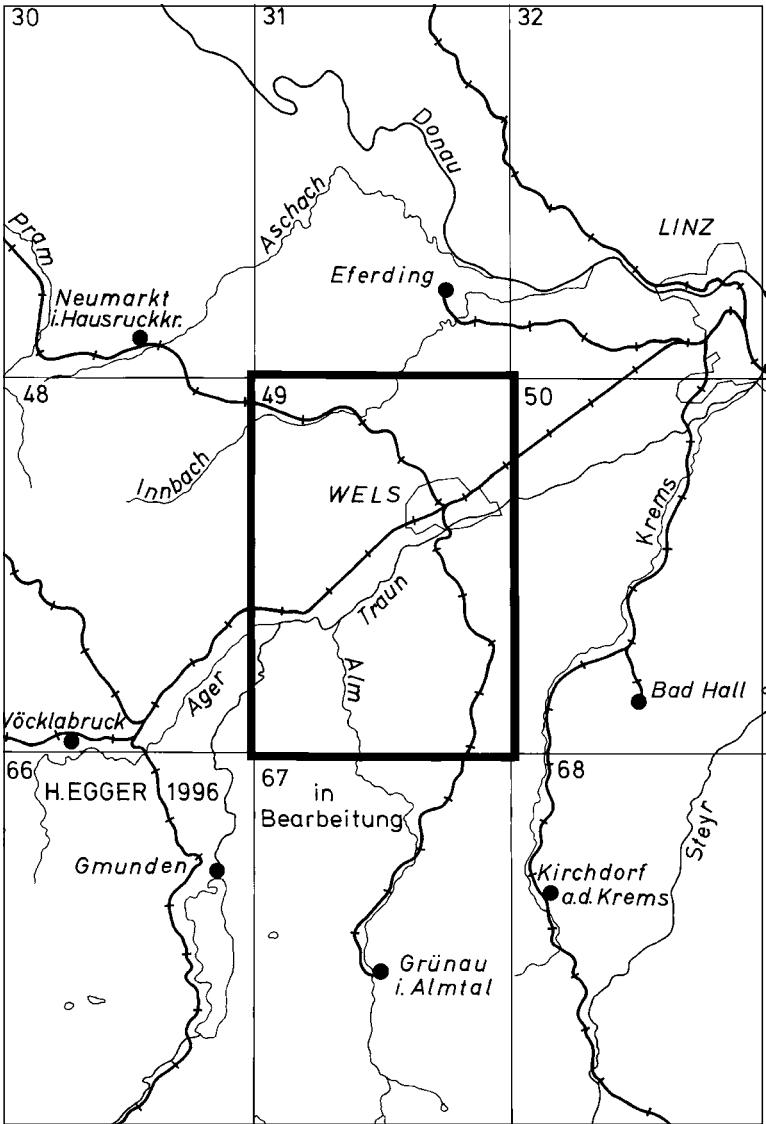 30
31
32
Donau
Pram
Aschach
LINZ
Eferding
Neumarkt
i.Hausruckkr.
48
49
50
Innbach
WELS
Krems
Traun
Alm
Ager
Bad Hall
Vöcklabruck
66
67
68
H.EGGER 1996
in
Bearbeitung
Steyr
Gmunden
Kirchdorf
a.d.Krems
Grünau
i.Almtal